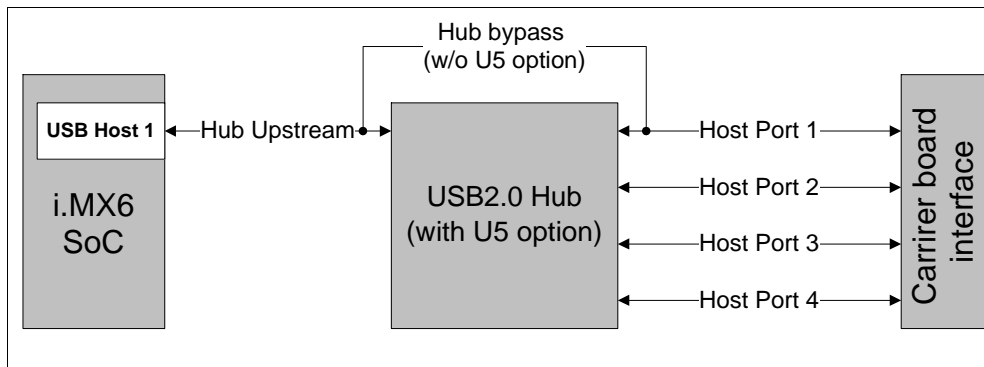 Hub bypass
(w/o U5 option)
USB Host 1
Hub Upstream
i.MX6
SoC
USB2.0 Hub
(with U5 option)
Host Port 1
Host Port 2
Host Port 3
Host Port 4
Carrirer board
interface